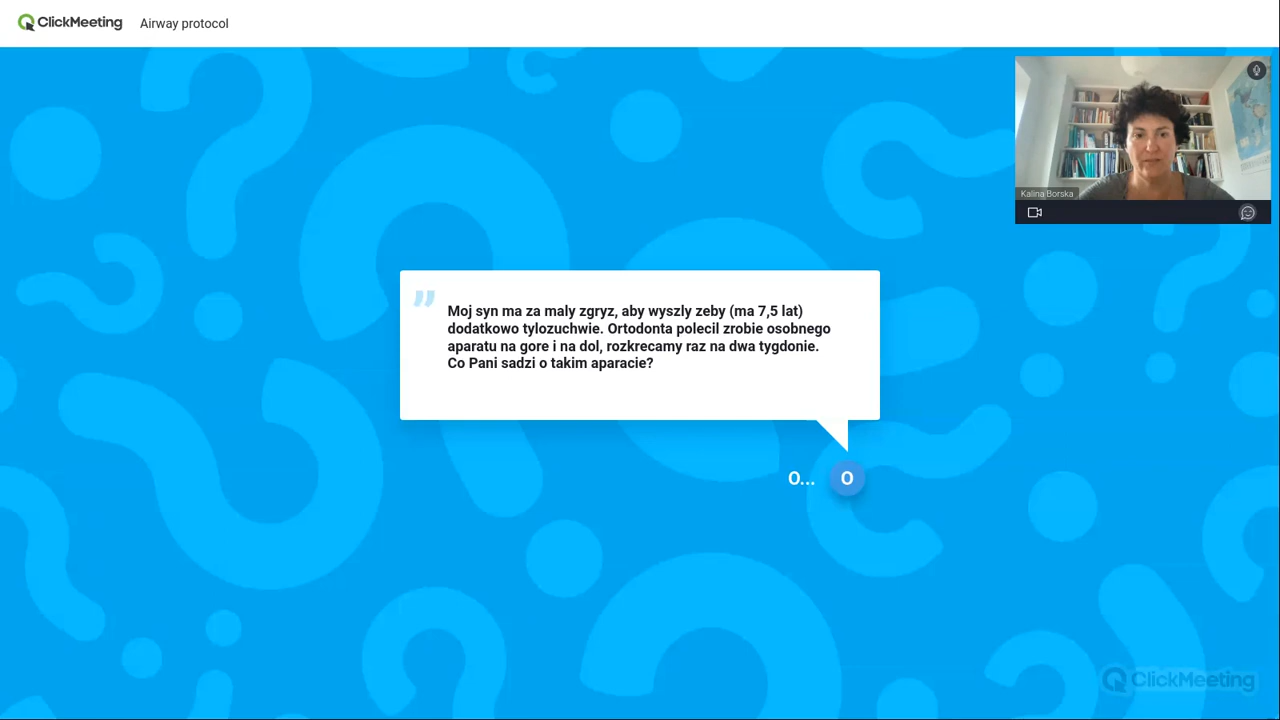 ClickMeeting Airway protocol
Kalina Borska
Moj syn ma za maly zgryz, aby wyszly zeby (ma 7,5 lat)
dodatkowo tylozuchwie. Ortodonta polecil zrobie osobnego
aparatu na gore i na dol, rozkrecamy raz na dwa tygdonie.
Co Pani sadzi o takim aparacie?
O... O
ClickMeeting